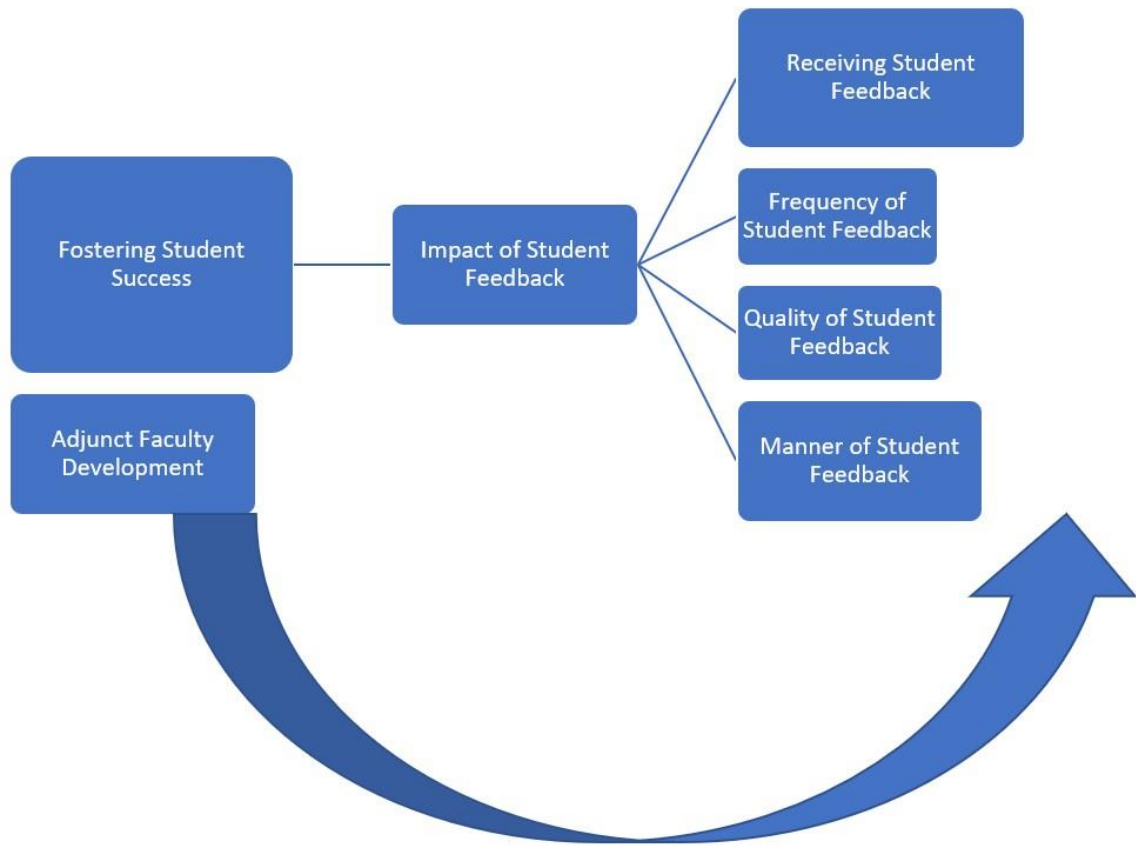 Receiving Student
Feedback
Fostering Student
Success
Impact of Student
Feedback
Frequency of
Student Feedback
Quality of Student
Feedback
Adjunct Faculty
Development
Manner of Student
Feedback